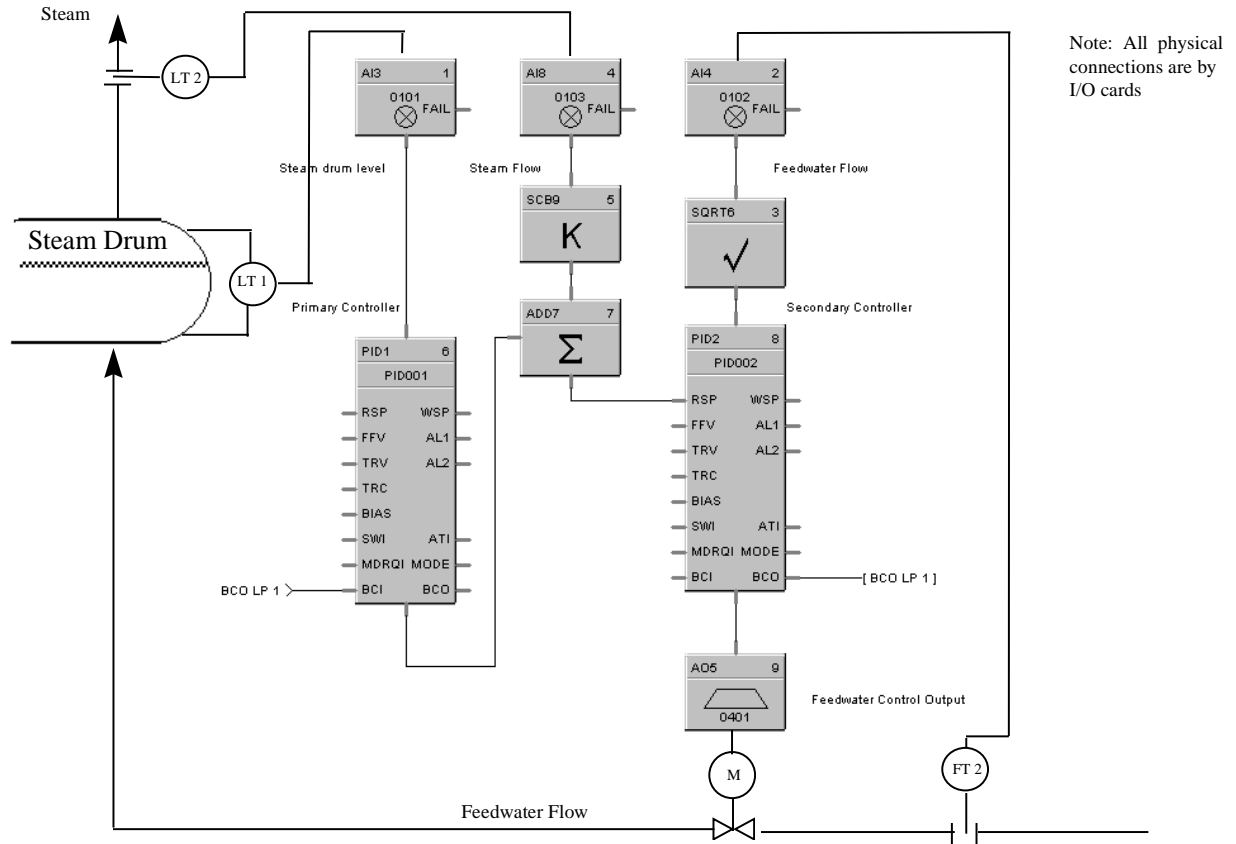 Steam
Note: All physical
connections are by
I/O cards
LT 2
AI3 1
0101
FAIL
AI8 4
0103
FAIL
AI4 2
0102
FAIL
Steam drum level
Steam Flow
Feedwater Flow
SCB9 5
K
SQRT6 3
√
Steam Drum
LT 1
Primary Controller
ADD7 7
Σ
Secondary Controller
PID1 6
PID001
RSP WSP
FFV AL1
TRV AL2
TRC
BIAS
SWI ATI
MDRQI MODE
BCI BCO
BCO LP 1
PID2 8
PID002
RSP WSP
FFV AL1
TRV AL2
TRC
BIAS
SWI ATI
MDRQI MODE
BCI BCO
[ BCO LP 1 ]
AO5 9
0401
Feedwater Control Output
M
FT 2
Feedwater Flow